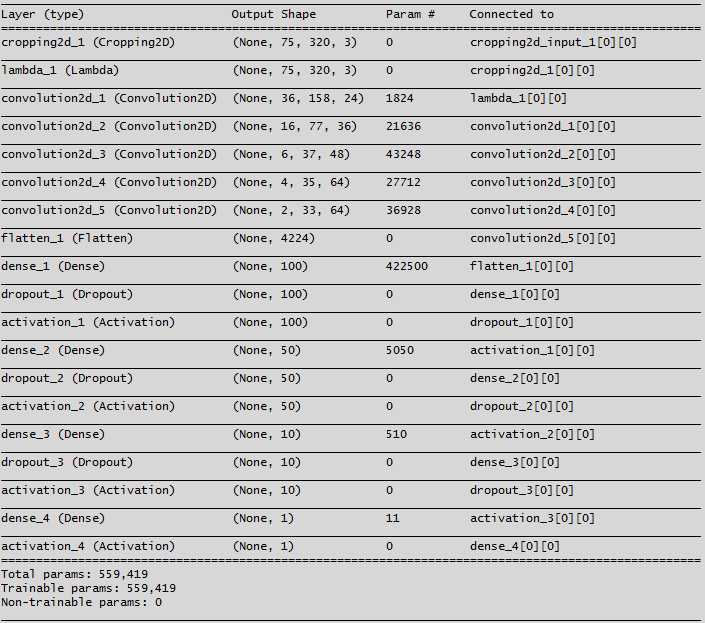 Layer (type) Output Shape Param # Connected to
cropping2d_1 (Cropping2D) (None, 75, 320, 3) 0 cropping2d_input_1[0][0]
lambda_1 (Lambda) (None, 75, 320, 3) 0 cropping2d_1[0][0]
convolution2d_1 (Convolution2D) (None, 36, 158, 24) 1824 lambda_1[0][0]
convolution2d_2 (Convolution2D) (None, 16, 77, 36) 21636 convolution2d_1[0][0]
convolution2d_3 (Convolution2D) (None, 6, 37, 48) 43248 convolution2d_2[0][0]
convolution2d_4 (Convolution2D) (None, 4, 35, 64) 27712 convolution2d_3[0][0]
convolution2d_5 (Convolution2D) (None, 2, 33, 64) 36928 convolution2d_4[0][0]
flatten_1 (Flatten) (None, 4224) 0 convolution2d_5[0][0]
dense_1 (Dense) (None, 100) 422500 flatten_1[0][0]
dropout_1 (Dropout) (None, 100) 0 dense_1[0][0]
activation_1 (Activation) (None, 100) 0 dropout_1[0][0]
dense_2 (Dense) (None, 50) 5050 activation_1[0][0]
dropout_2 (Dropout) (None, 50) 0 dense_2[0][0]
activation_2 (Activation) (None, 50) 0 dropout_2[0][0]
dense_3 (Dense) (None, 10) 510 activation_2[0][0]
dropout_3 (Dropout) (None, 10) 0 dense_3[0][0]
activation_3 (Activation) (None, 10) 0 dropout_3[0][0]
dense_4 (Dense) (None, 1) 11 activation_3[0][0]
activation_4 (Activation) (None, 1) 0 dense_4[0][0]
Total params: 559,419
Trainable params: 559,419
Non-trainable params: 0